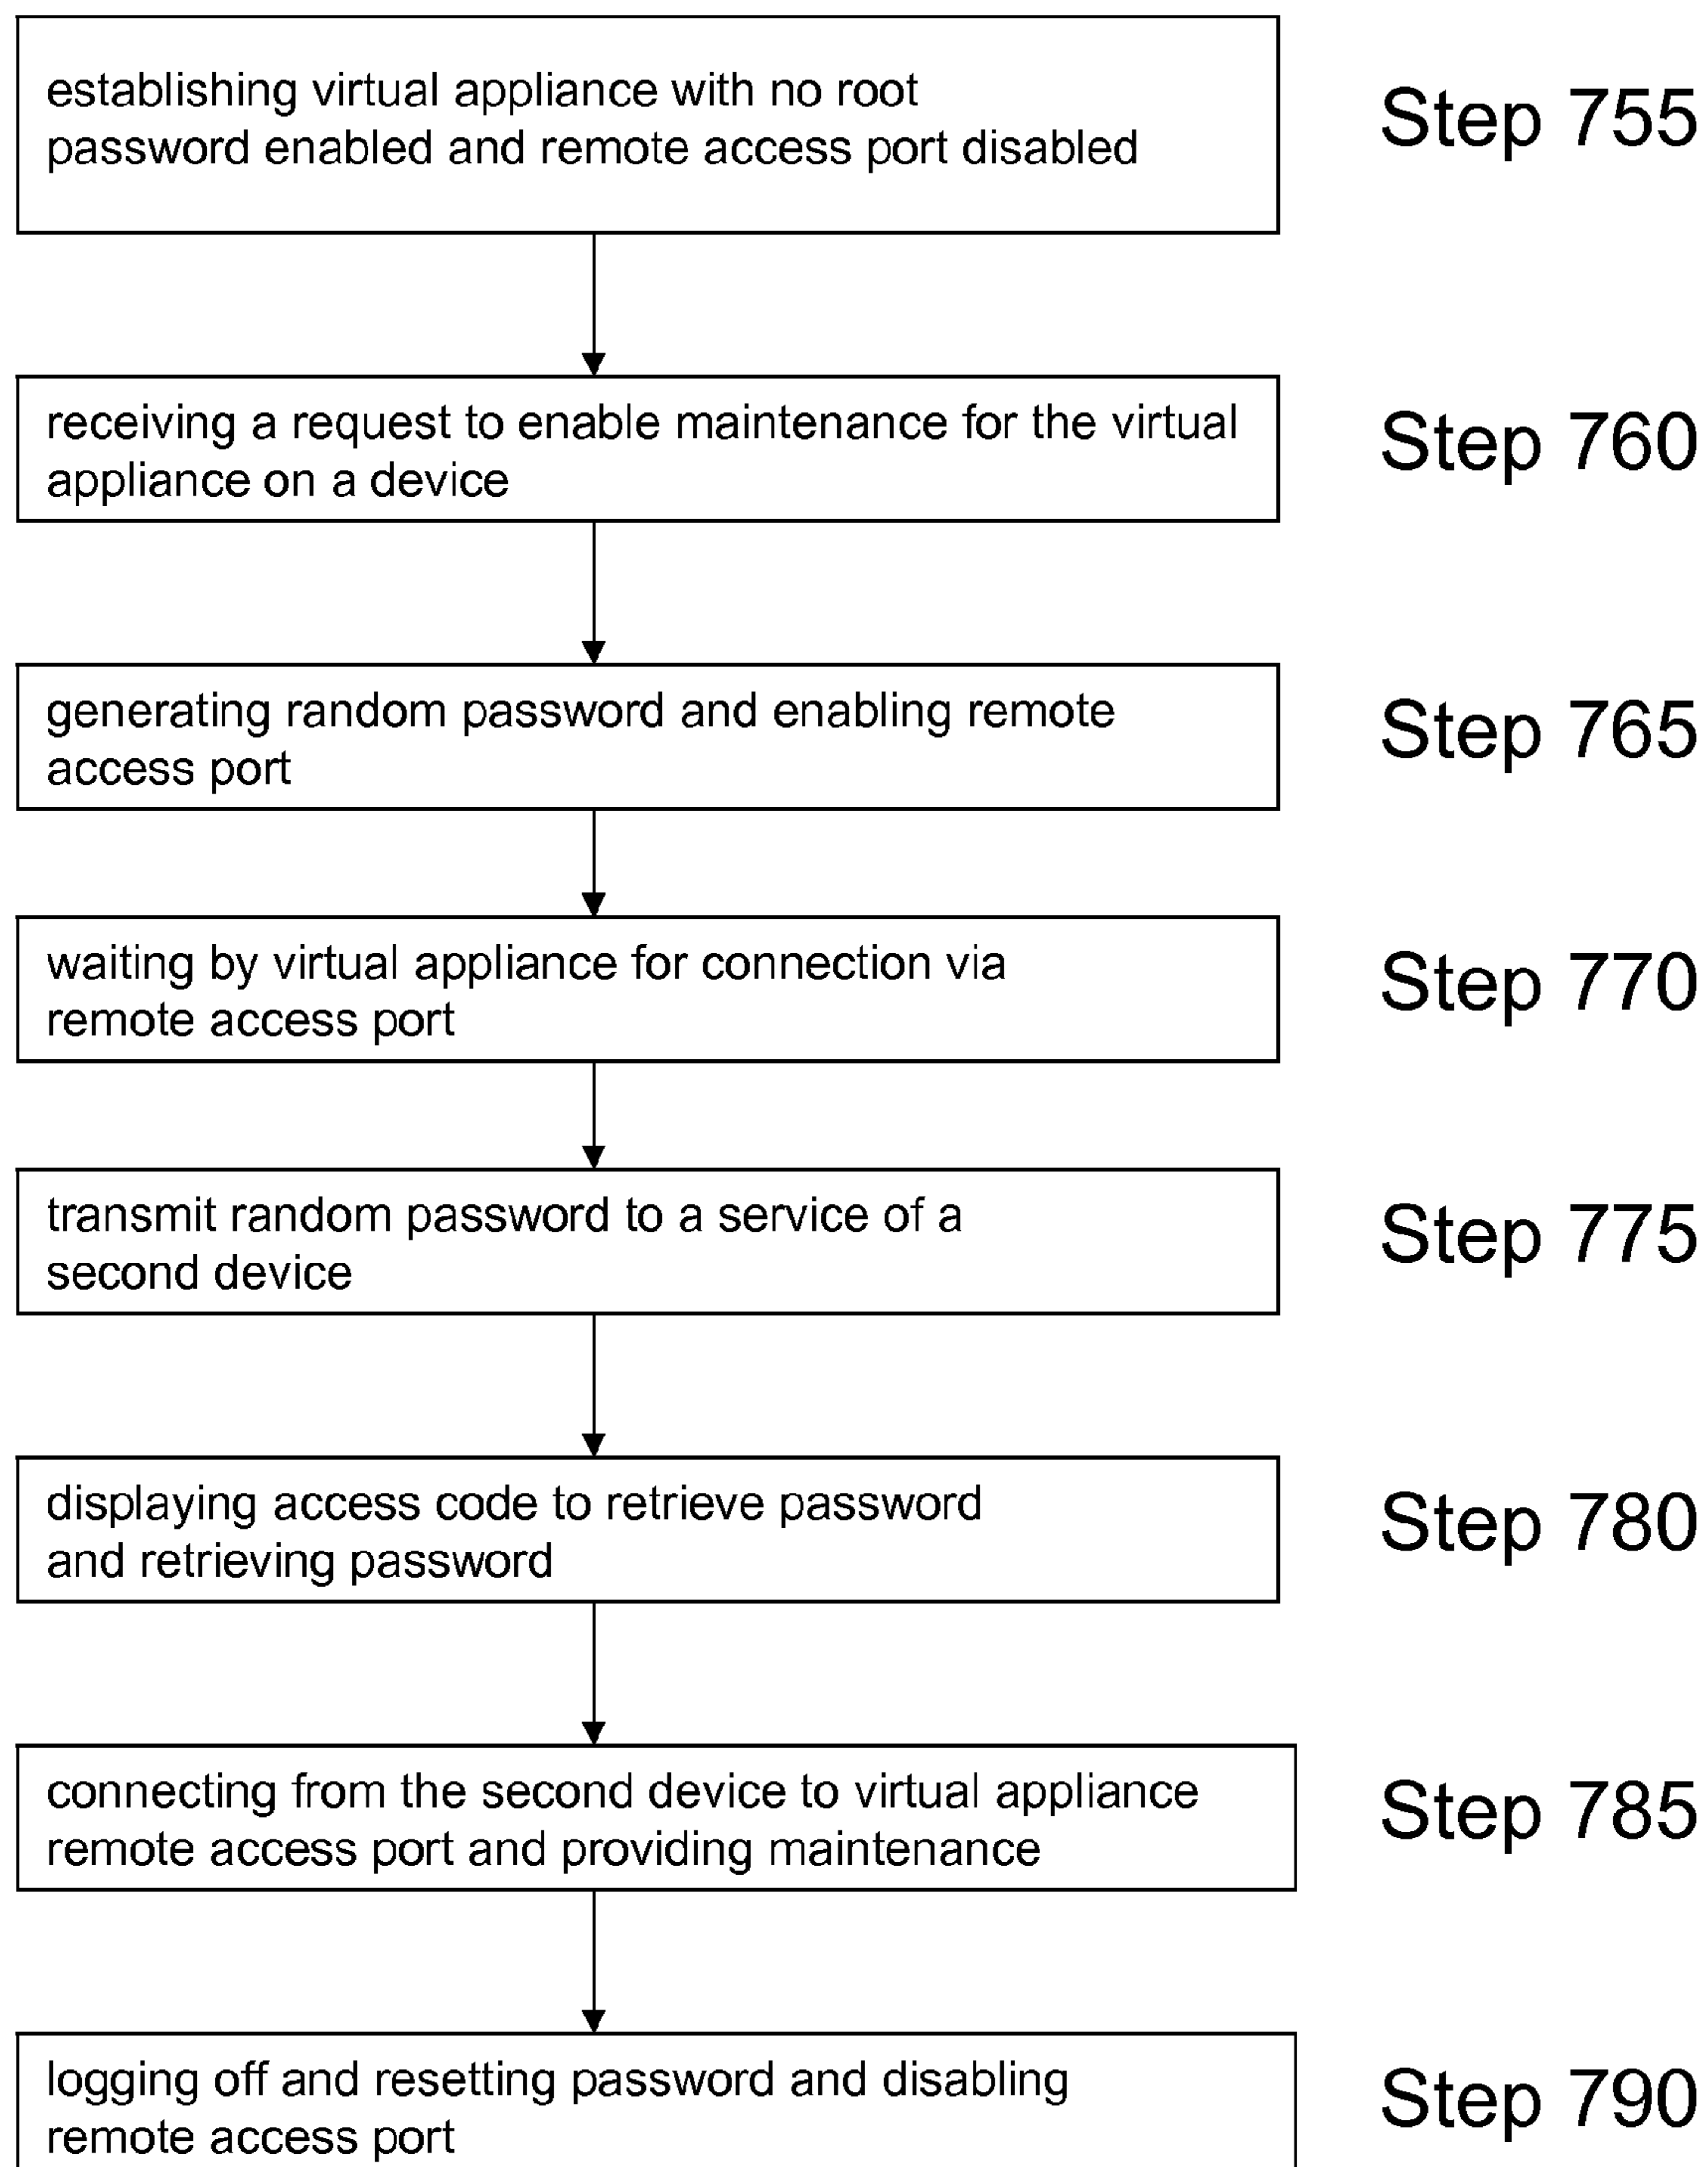 establishing virtual appliance with no root
password enabled and remote access port disabled
Step 755
receiving a request to enable maintenance for the virtual
appliance on a device
Step 760
generating random password and enabling remote
access port
Step 765
waiting by virtual appliance for connection via
remote access port
Step 770
transmit random password to a service of a
second device
Step 775
displaying access code to retrieve password
and retrieving password
Step 780
connecting from the second device to virtual appliance
remote access port and providing maintenance
Step 785
logging off and resetting password and disabling
remote access port
Step 790